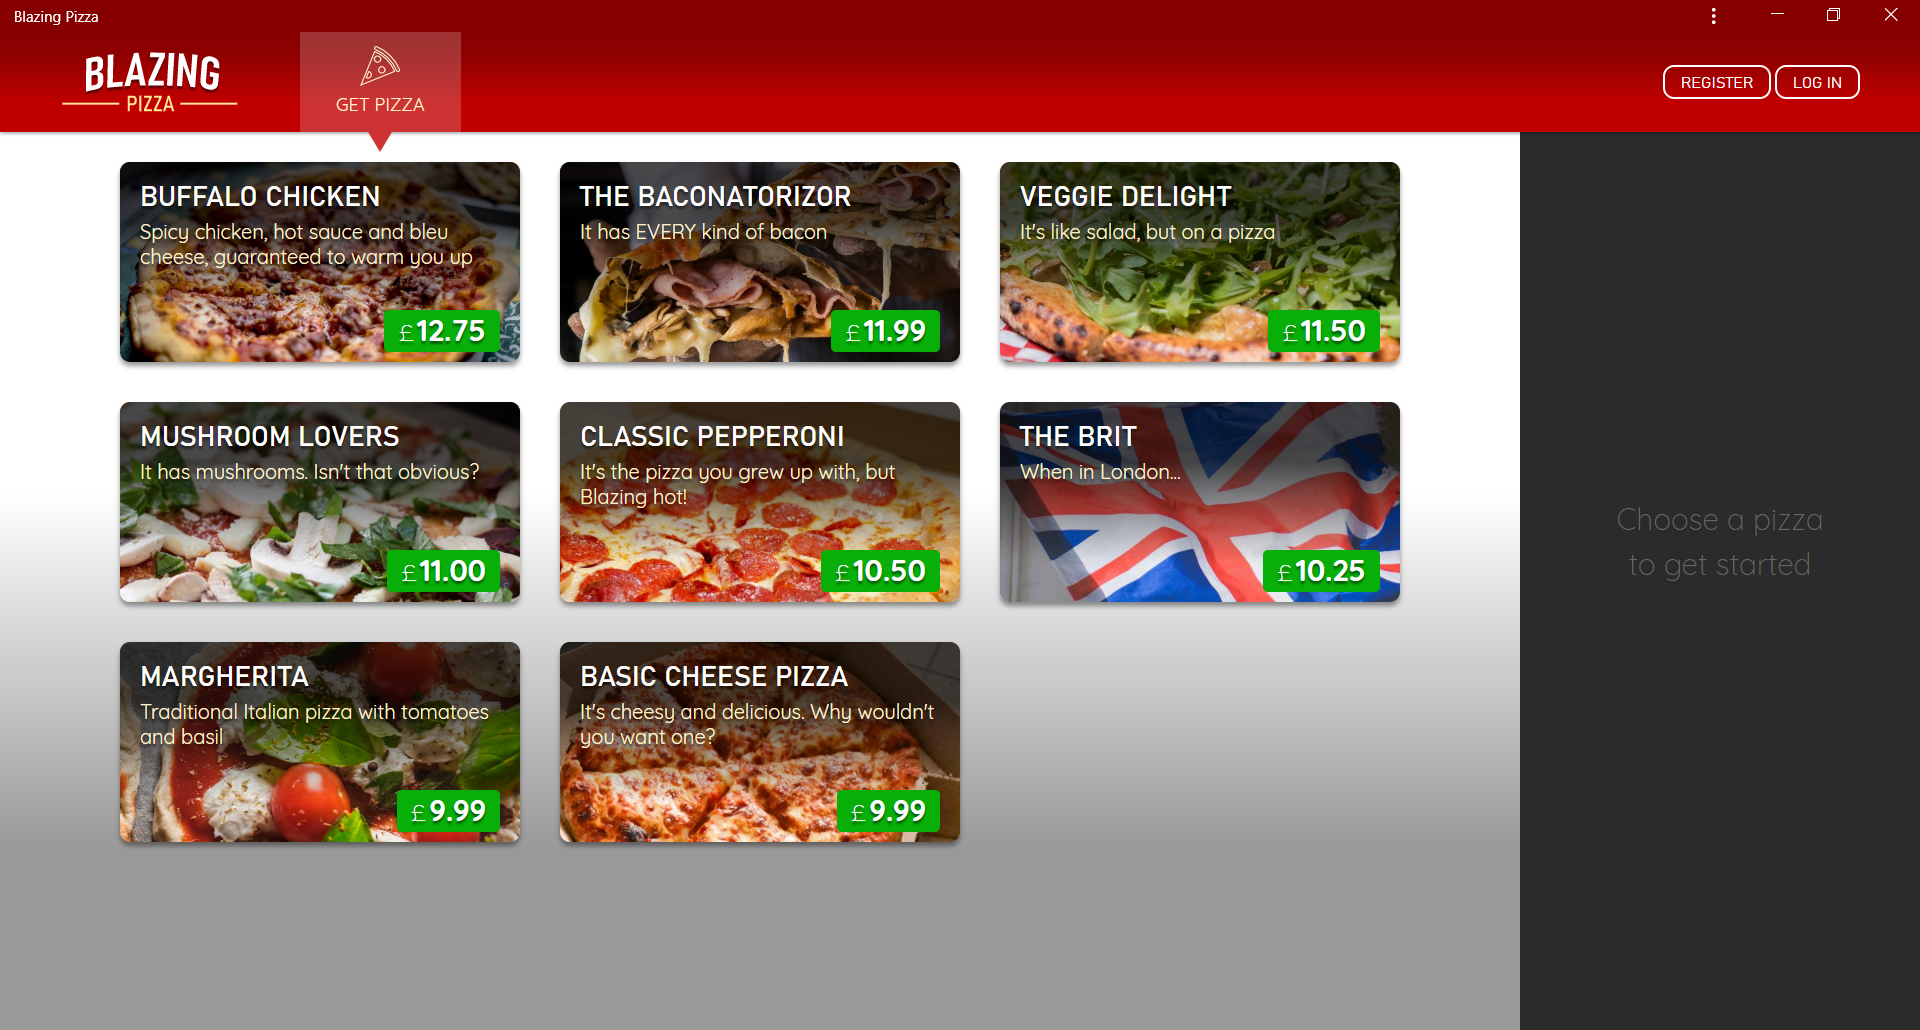 Blazing Pizza
BLAZING
PIZZA
GET PIZZA
REGISTER
LOG IN
BUFFALO CHICKEN
Spicy chicken, hot sauce and bleu
cheese, guaranteed to warm you up
£12.75
THE BACONATORIZOR
It has EVERY kind of bacon
£11.99
VEGGIE DELIGHT
It's like salad, but on a pizza
£11.50
MUSHROOM LOVERS
It has mushrooms. Isn't that obvious?
£11.00
CLASSIC PEPPERONI
It's the pizza you grew up with, but
Blazing hot!
£10.50
THE BRIT
When in London...
£10.25
MARGHERITA
Traditional Italian pizza with tomatoes
and basil
£9.99
BASIC CHEESE PIZZA
It's cheesy and delicious. Why wouldn't
you want one?
£9.99
Choose a pizza
to get started